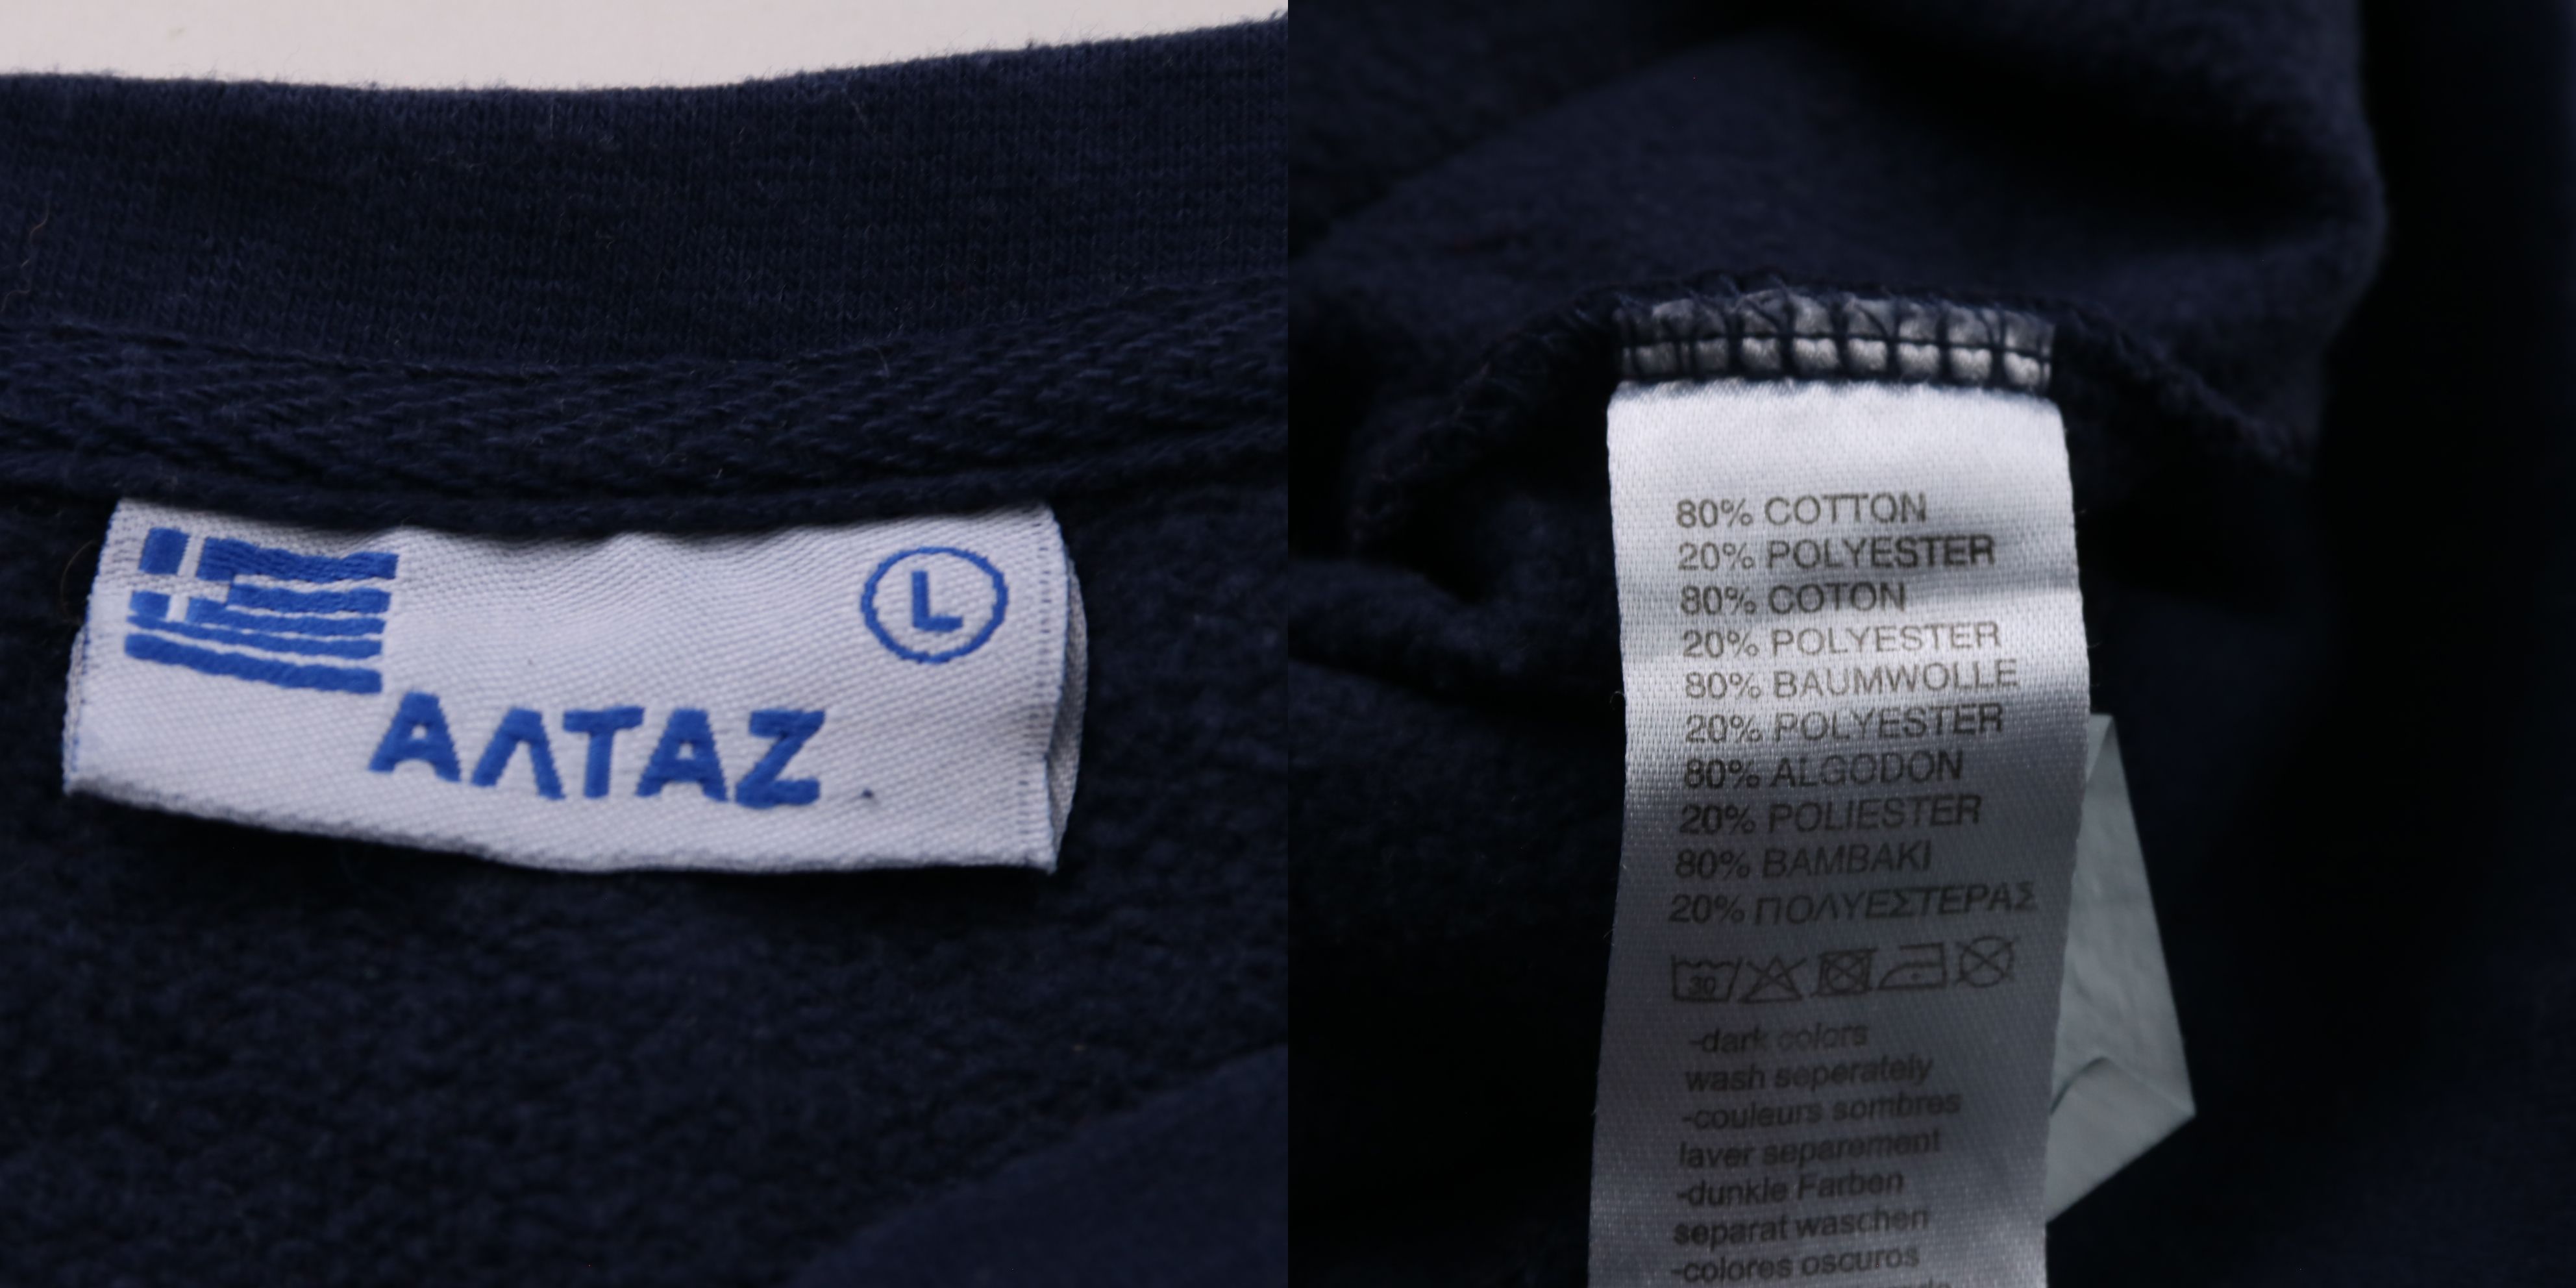 L
ΑΛΤΑΖ
80% COTTON
20% POLYESTER
80% COTON
20% POLYESTER
80% BAUMWOLLE
20% POLYESTER
80% ALGODON
20% POLIESTER
80% BAMBAKI
20% ΠΟΛΥΕΣΤΕΡΑΣ
30
-dark colors
wash seperately
-couleurs sombres
laver separement
-dunkle Farben
separat waschen
-colores oscuros